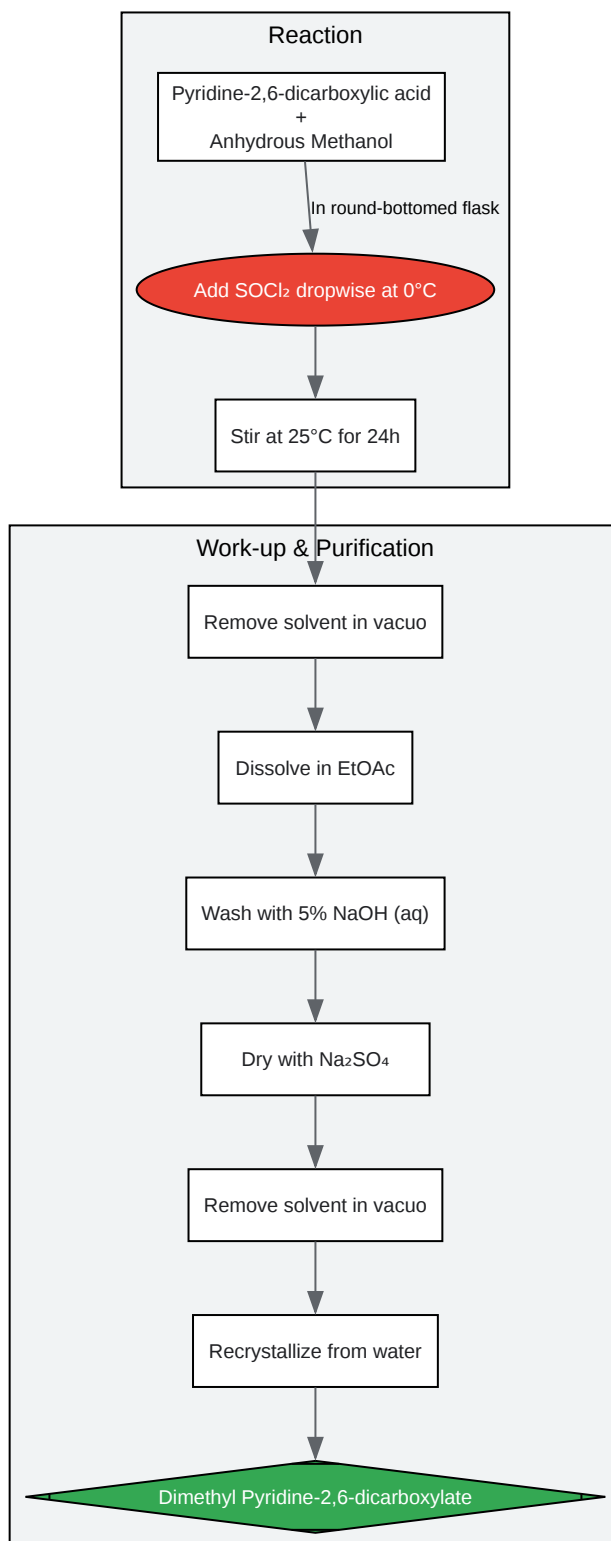 Reaction
Pyridine-2,6-dicarboxylic acid
+
Anhydrous Methanol
In round-bottomed flask
Add SOCl₂ dropwise at 0°C
Stir at 25°C for 24h
Work-up & Purification
Remove solvent in vacuo
Dissolve in EtOAc
Wash with 5% NaOH (aq)
Dry with Na₂SO₄
Remove solvent in vacuo
Recrystallize from water
Dimethyl Pyridine-2,6-dicarboxylate